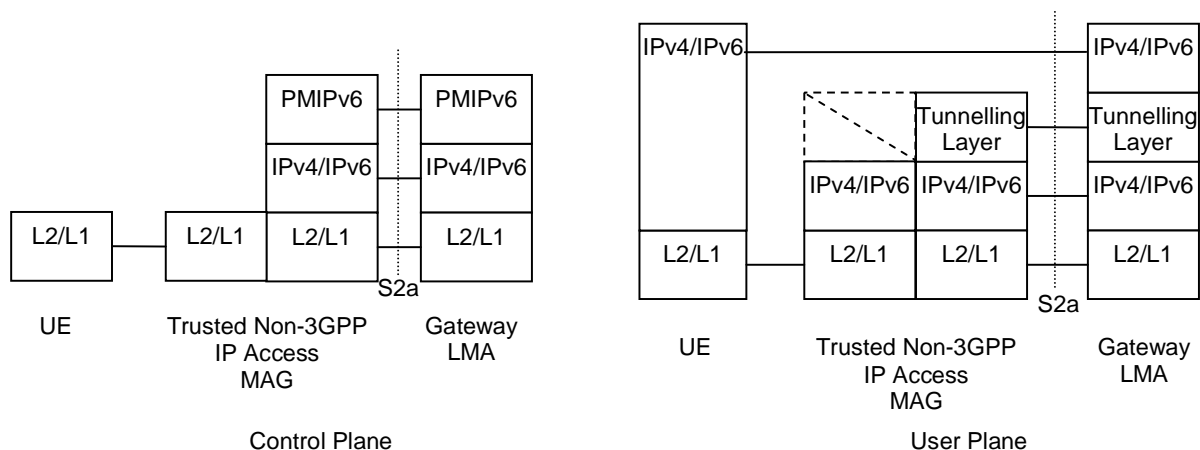 PMIPv6 PMIPv6
IPv4/IPv6 IPv4/IPv6
L2/L1 L2/L1 L2/L1 L2/L1
S2a
UE Trusted Non-3GPP Gateway
IP Access LMA
MAG
Control Plane
IPv4/IPv6 IPv4/IPv6
Tunnelling Tunnelling
Layer Layer
IPv4/IPv6 IPv4/IPv6 IPv4/IPv6
L2/L1 L2/L1 L2/L1 L2/L1
S2a
UE Trusted Non-3GPP Gateway
IP Access LMA
MAG
User Plane